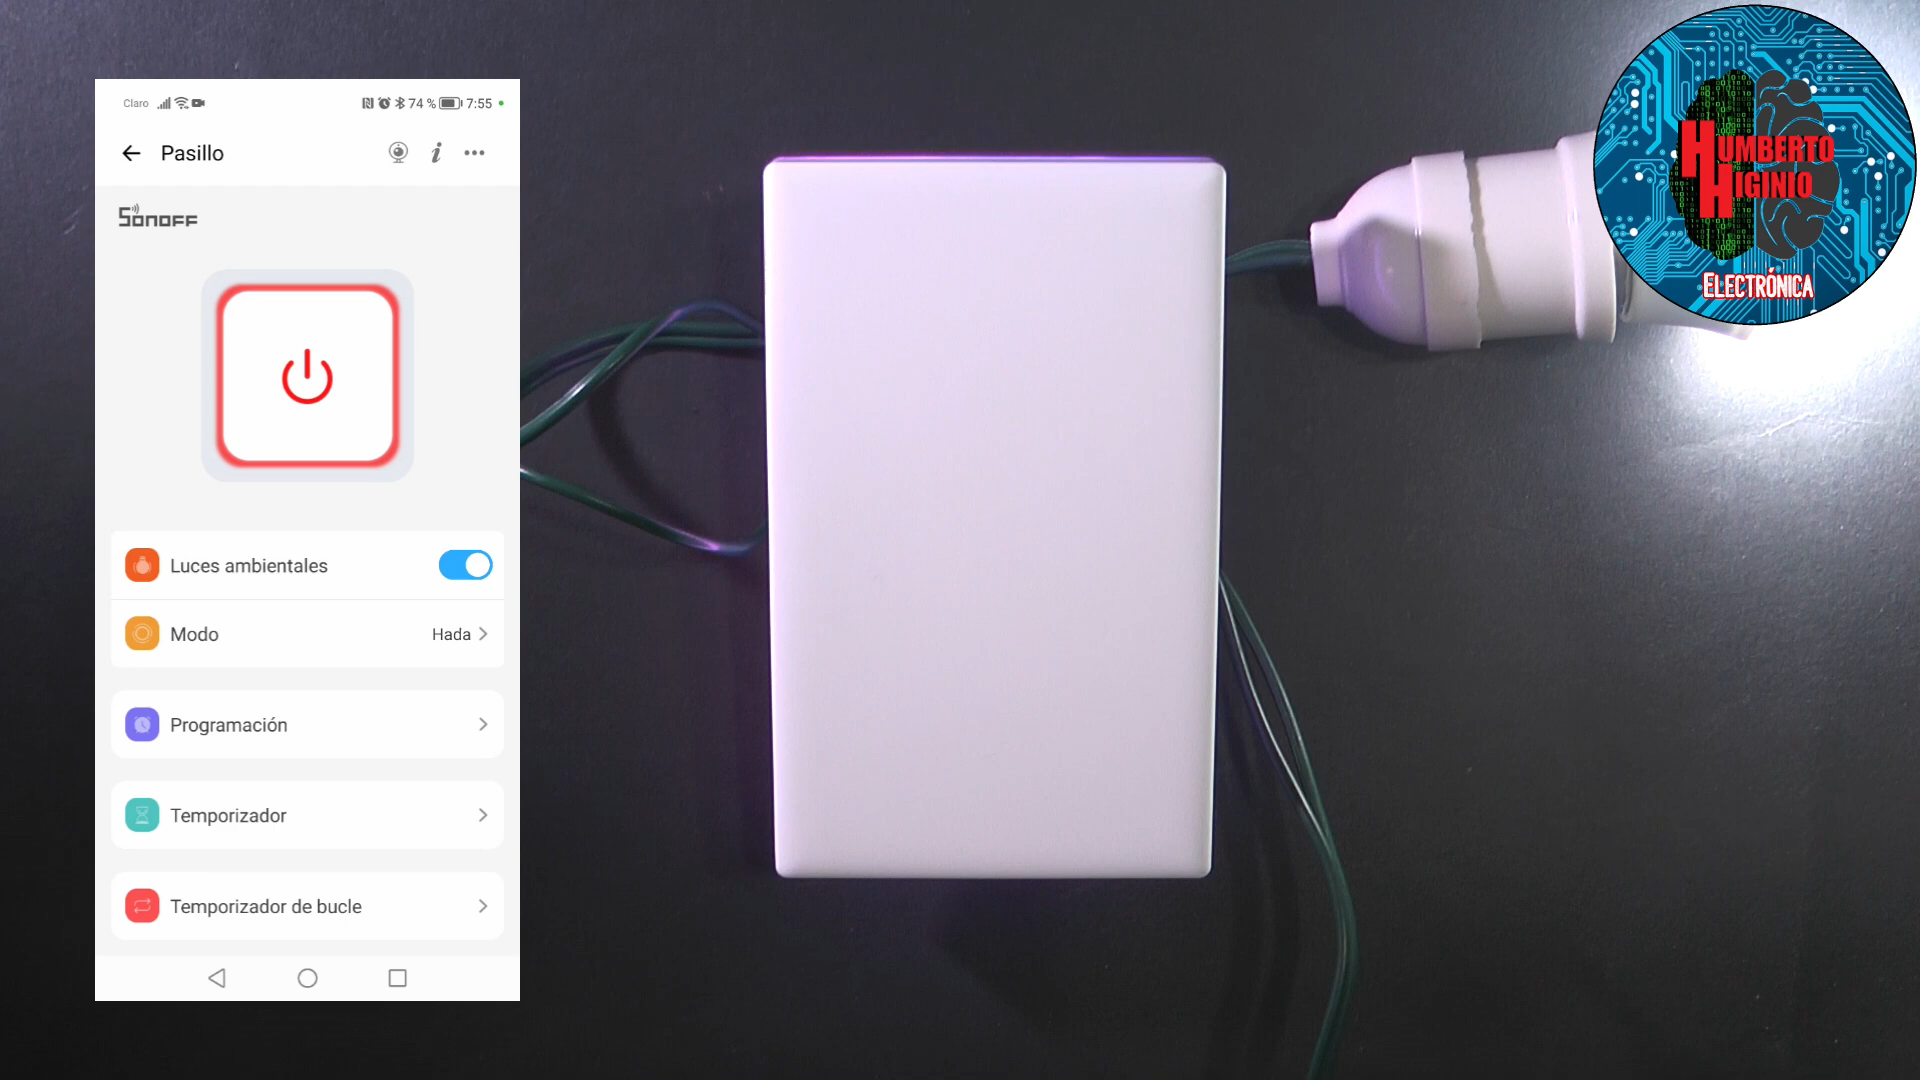 Claro
74 %
7:55
Pasillo
SONOFF
Luces ambientales
Modo
Hada
Programación
Temporizador
Temporizador de bucle
HUMBERTO
HIGINIO
ELECTRÓNICA